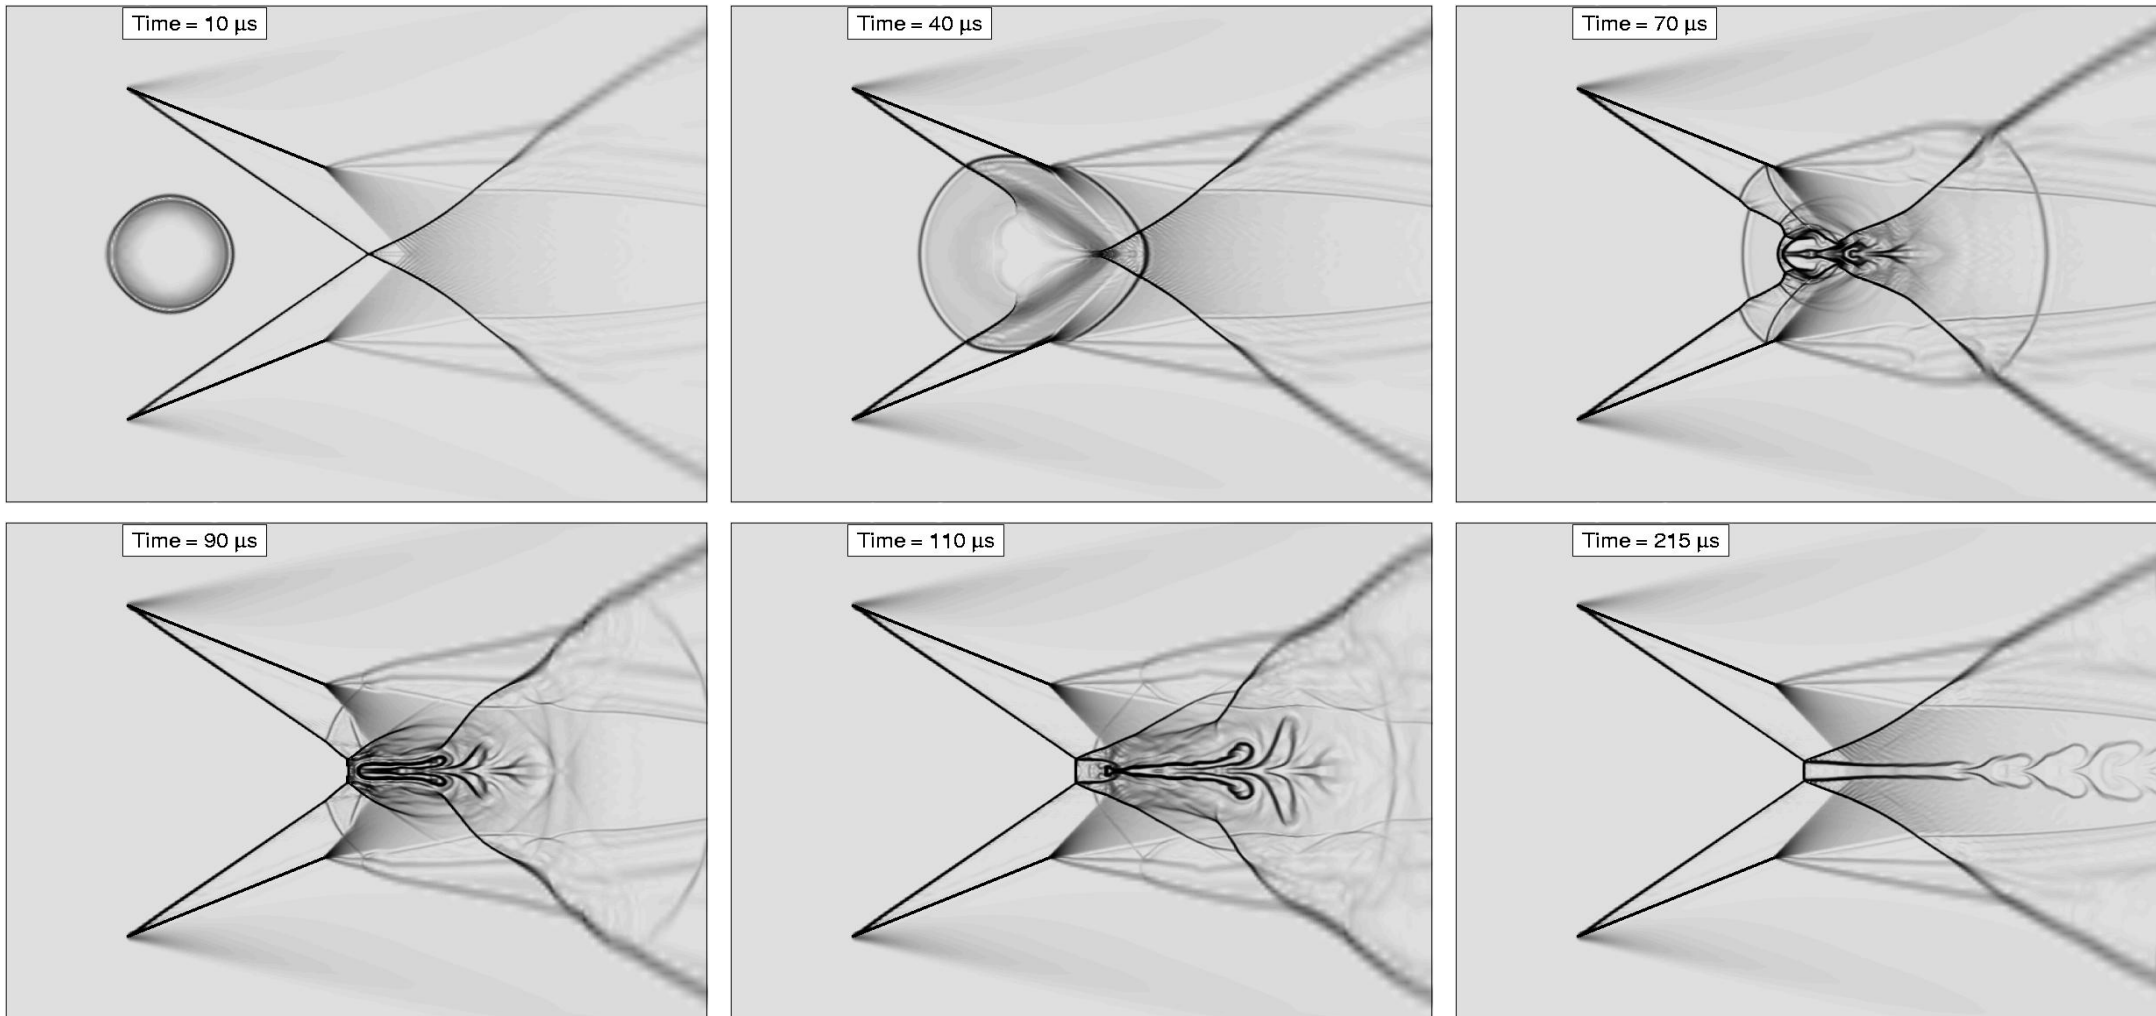 Time = 10 μs
Time = 40 μs
Time = 70 μs
Time = 90 μs
Time = 110 μs
Time = 215 μs